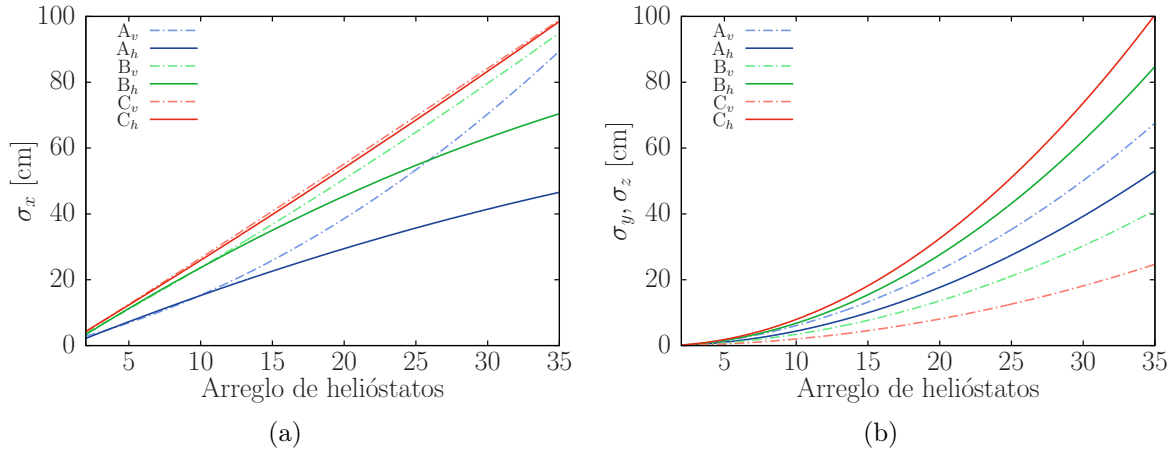 100
80
60
40
20
0
σx [cm]
Av
Ah
Bv
Bh
Cv
Ch
5 10 15 20 25 30 35
Arreglo de helióstatos
(a)
100
80
60
40
20
0
σy, σz [cm]
Av
Ah
Bv
Bh
Cv
Ch
5 10 15 20 25 30 35
Arreglo de helióstatos
(b)